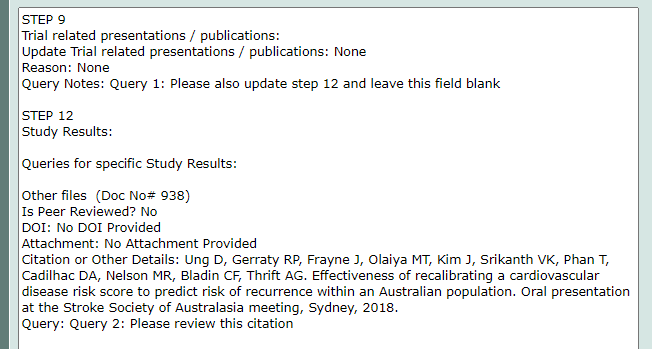 STEP 9
Trial related presentations / publications:
Update Trial related presentations / publications: None
Reason: None
Query Notes: Query 1: Please also update step 12 and leave this field blank
STEP 12
Study Results:
Queries for specific Study Results:
Other files  (Doc No# 938)
Is Peer Reviewed? No
DOI: No DOI Provided
Attachment: No Attachment Provided
Citation or Other Details: Ung D, Gerraty RP, Frayne J, Olaiya MT, Kim J, Srikanth VK, Phan T,
Cadilhac DA, Nelson MR, Bladin CF, Thrift AG. Effectiveness of recalibrating a cardiovascular
disease risk score to predict risk of recurrence within an Australian population. Oral presentation
at the Stroke Society of Australasia meeting, Sydney, 2018.
Query: Query 2: Please review this citation